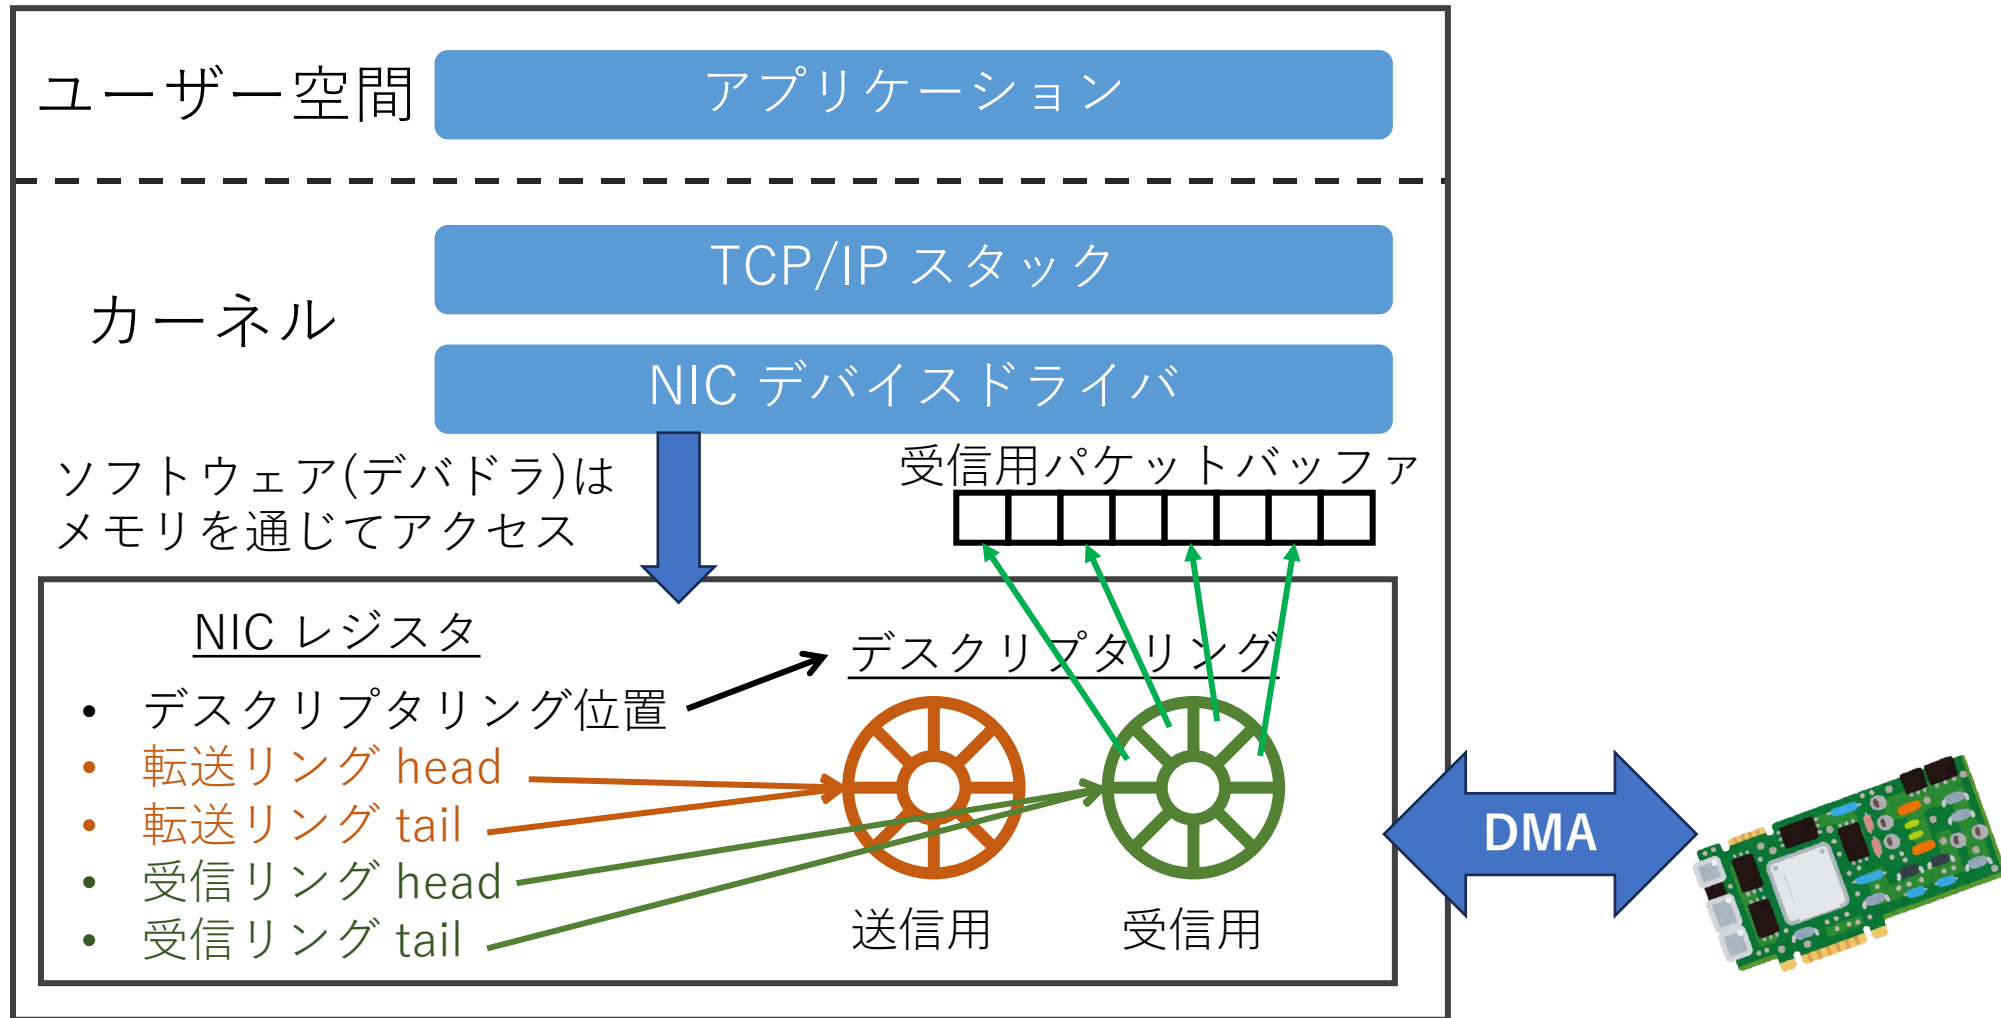 ユーザー空間
アプリケーション
カーネル
TCP/IP スタック
NIC デバイスドライバ
ソフトウェア(デバドラ)は
メモリを通じてアクセス
受信用パケットバッファ
NIC レジスタ
• デスクリプタリング位置
• 転送リング head
• 転送リング tail
• 受信リング head
• 受信リング tail
デスクリプタリング
送信用
受信用
DMA